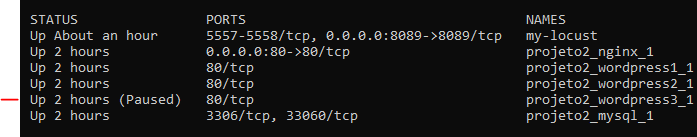 STATUS PORTS NAMES
Up About an hour 5557-5558/tcp, 0.0.0.0:8089->8089/tcp my-locust
Up 2 hours 0.0.0.0:80->80/tcp projeto2_nginx_1
Up 2 hours 80/tcp projeto2_wordpress1_1
Up 2 hours 80/tcp projeto2_wordpress2_1
Up 2 hours (Paused) 80/tcp projeto2_wordpress3_1
Up 2 hours 3306/tcp, 33060/tcp projeto2_mysql_1